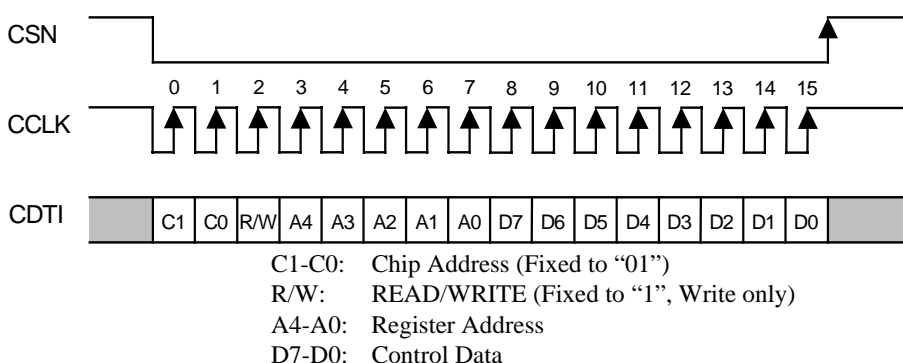 CSN
0 1 2 3 4 5 6 7 8 9 10 11 12 13 14 15
CCLK
CDTI C1 C0 R/W A4 A3 A2 A1 A0 D7 D6 D5 D4 D3 D2 D1 D0
C1-C0: Chip Address (Fixed to “01”)
R/W: READ/WRITE (Fixed to “1”, Write only)
A4-A0: Register Address
D7-D0: Control Data